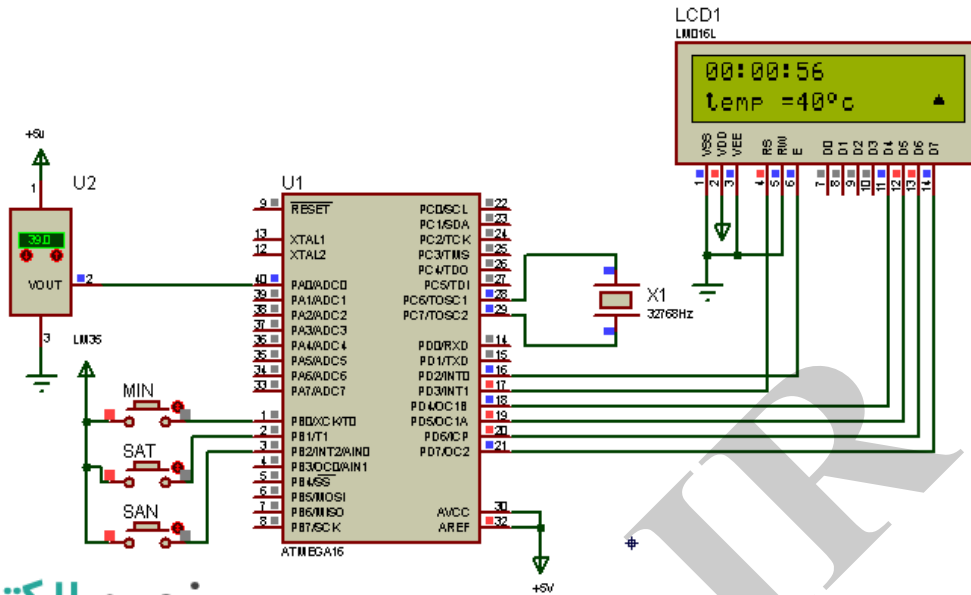 LCD1
LM016L
00:00:56
temp =40°c
VSS
VDD
VEE
RS
RW
E
D0
D1
D2
D3
D4
D5
D6
D7
1
2
3
4
5
6
7
8
9
10
11
12
13
14
+5v
1
U2
39.0
VOUT
2
3
LM35
U1
9 RESET
13 XTAL1
12 XTAL2
40 PA0/ADC0
39 PA1/ADC1
38 PA2/ADC2
37 PA3/ADC3
36 PA4/ADC4
35 PA5/ADC5
34 PA6/ADC6
33 PA7/ADC7
1 PB0/XCK/T0
2 PB1/T1
3 PB2/INT2/AIN0
4 PB3/OC0/AIN1
5 PB4/SS
6 PB5/MOSI
7 PB6/MISO
8 PB7/SCK
PC0/SCL 22
PC1/SDA 23
PC2/TCK 24
PC3/TMS 25
PC4/TDO 26
PC5/TDI 27
PC6/TOSC1 28
PC7/TOSC2 29
PD0/RXD 14
PD1/TXD 15
PD2/INT0 16
PD3/INT1 17
PD4/OC1B 18
PD5/OC1A 19
PD6/ICP 20
PD7/OC2 21
AVCC 30
AREF 32
ATMEGA16
X1
32768Hz
MIN
SAT
SAN
+5V
IR